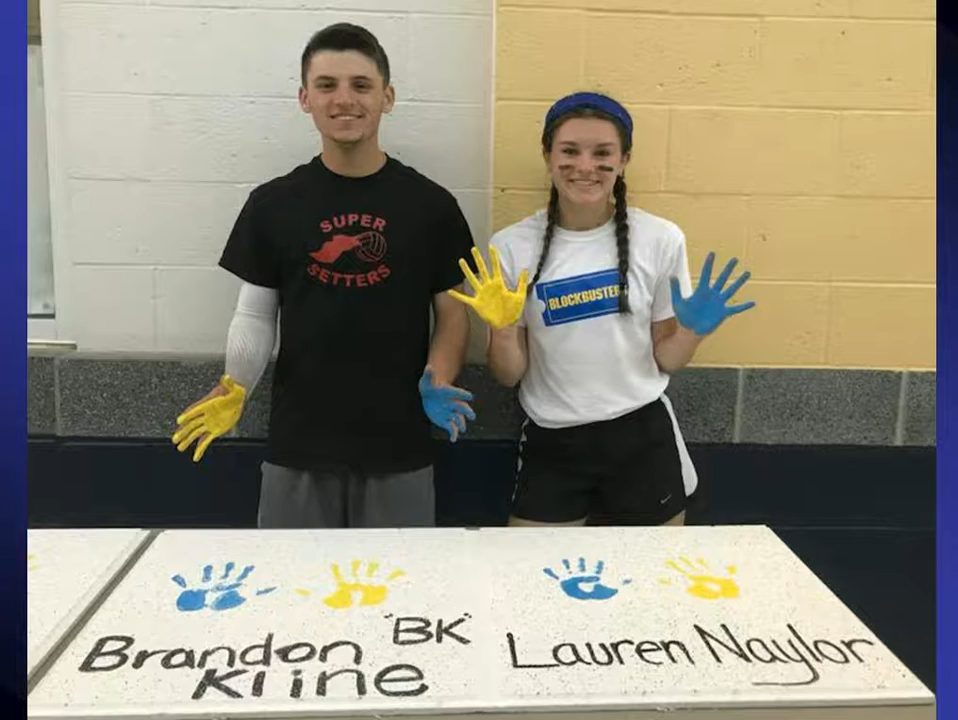 SUPER
SETTERS
BLOCKBUSTER
Brandon "BK"
Kline
Lauren Naylor